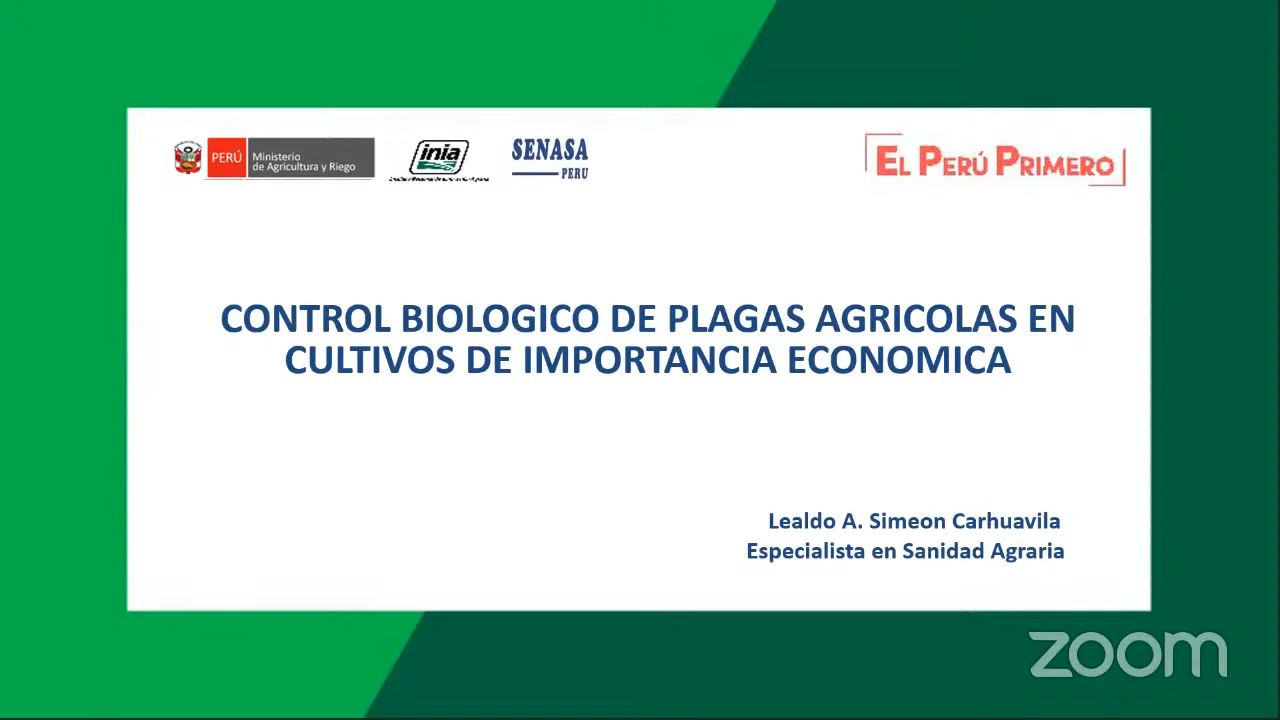 PERÚ
Ministerio
de Agricultura y Riego
inia
SENASA
PERU
EL PERÚ PRIMERO
CONTROL BIOLOGICO DE PLAGAS AGRICOLAS EN
CULTIVOS DE IMPORTANCIA ECONOMICA
Lealdo A. Simeon Carhuavila
Especialista en Sanidad Agraria
zoom